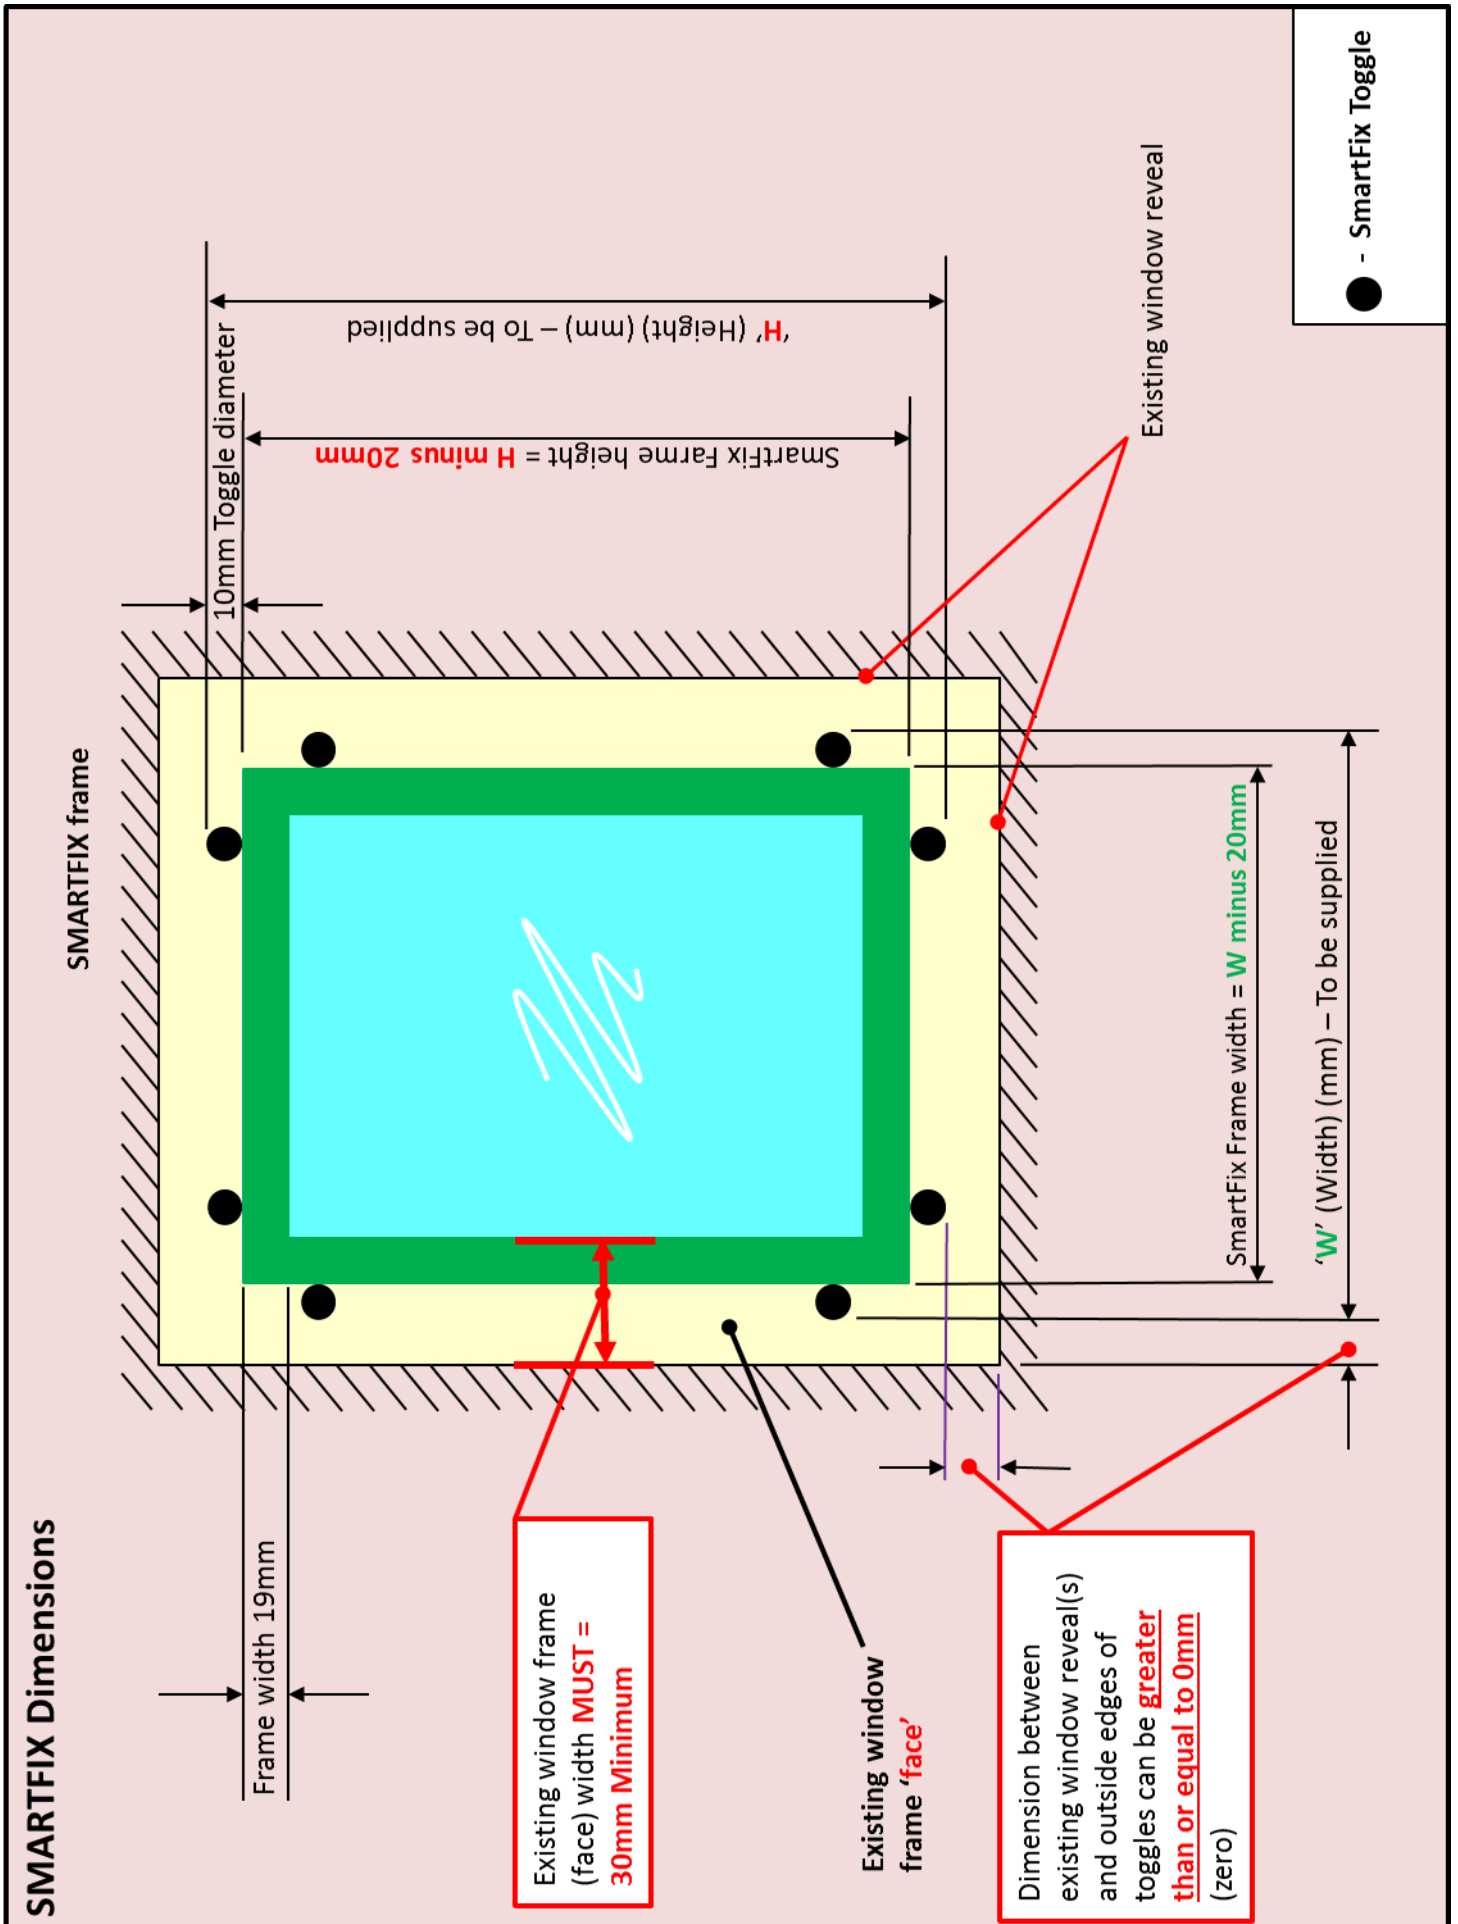 SMARTFIX Dimensions
SMARTFIX frame
Frame width 19mm
10mm Toggle diameter
‘H’ (Height) (mm) – To be supplied
SmartFix Farme height = H minus 20mm
Existing window frame
(face) width MUST =
30mm Minimum
Existing window
frame ‘face’
Dimension between
existing window reveal(s)
and outside edges of
toggles can be greater
than or equal to 0mm
(zero)
Existing window reveal
SmartFix Frame width = W minus 20mm
‘W’ (Width) (mm) – To be supplied
- SmartFix Toggle